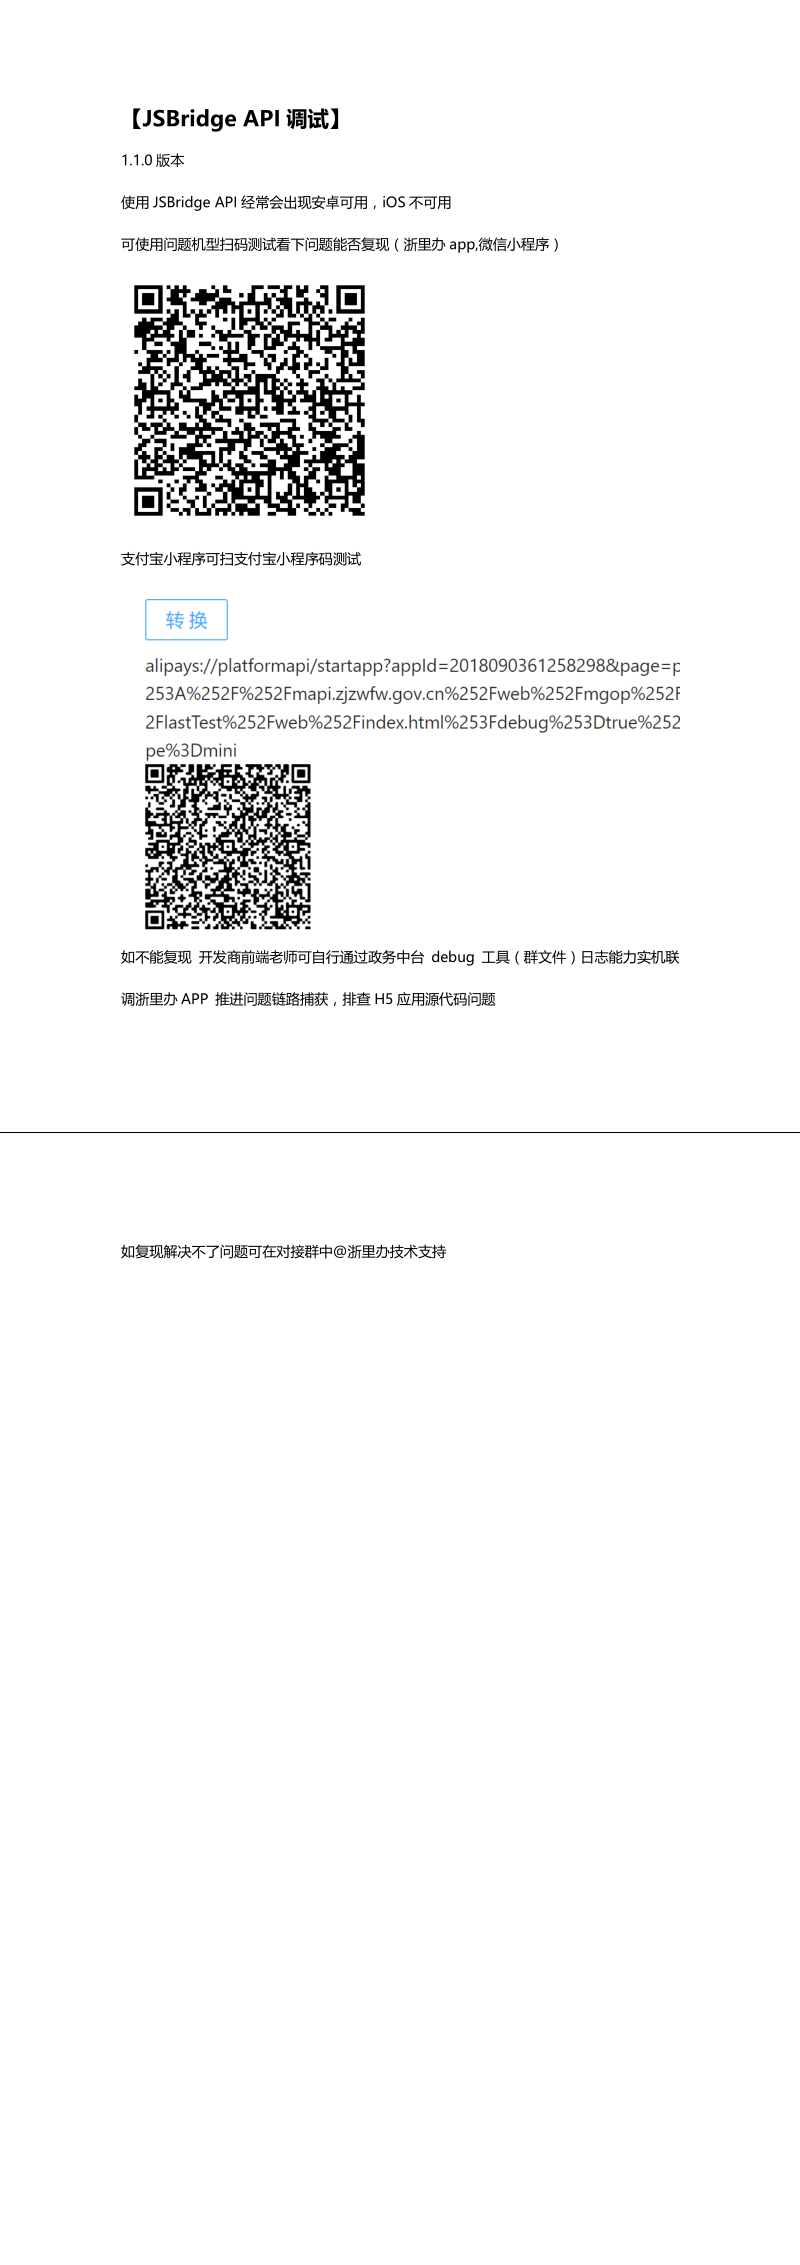 【JSBridge API 调试】
1.1.0 版本
使用 JSBridge API 经常会出现安卓可用，iOS 不可用
可使用问题机型扫码测试看下问题能否复现（浙里办 app,微信小程序）
支付宝小程序可扫支付宝小程序码测试
转 换
alipays://platformapi/startapp?appId=2018090361258298&page=p
253A%252F%252Fmapi.zjzwfw.gov.cn%252Fweb%252Fmgop%252F
2FlastTest%252Fweb%252Findex.html%253Fdebug%253Dtrue%252
pe%3Dmini
如不能复现 开发商前端老师可自行通过政务中台 debug 工具（群文件）日志能力实机联
调浙里办 APP 推进问题链路捕获，排查 H5 应用源代码问题
如复现解决不了问题可在对接群中@浙里办技术支持